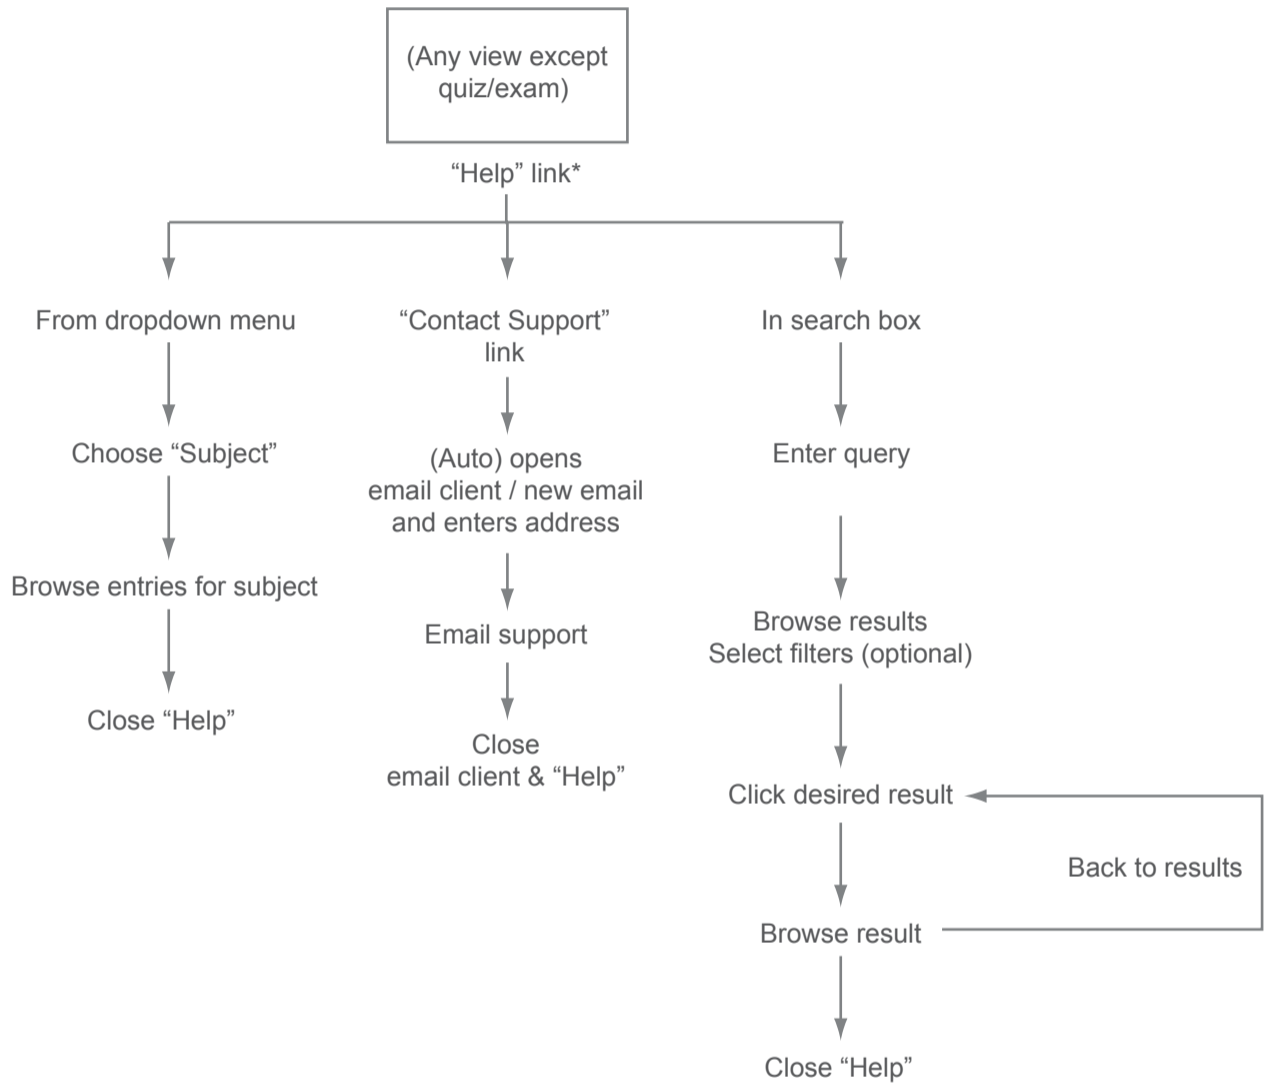 (Any view except
quiz/exam)
“Help” link*
From dropdown menu
“Contact Support”
link
In search box
Choose “Subject”
(Auto) opens
email client / new email
and enters address
Enter query
Browse entries for subject
Email support
Browse results
Select filters (optional)
Close “Help”
Close
email client & “Help”
Click desired result
Back to results
Browse result
Close “Help”